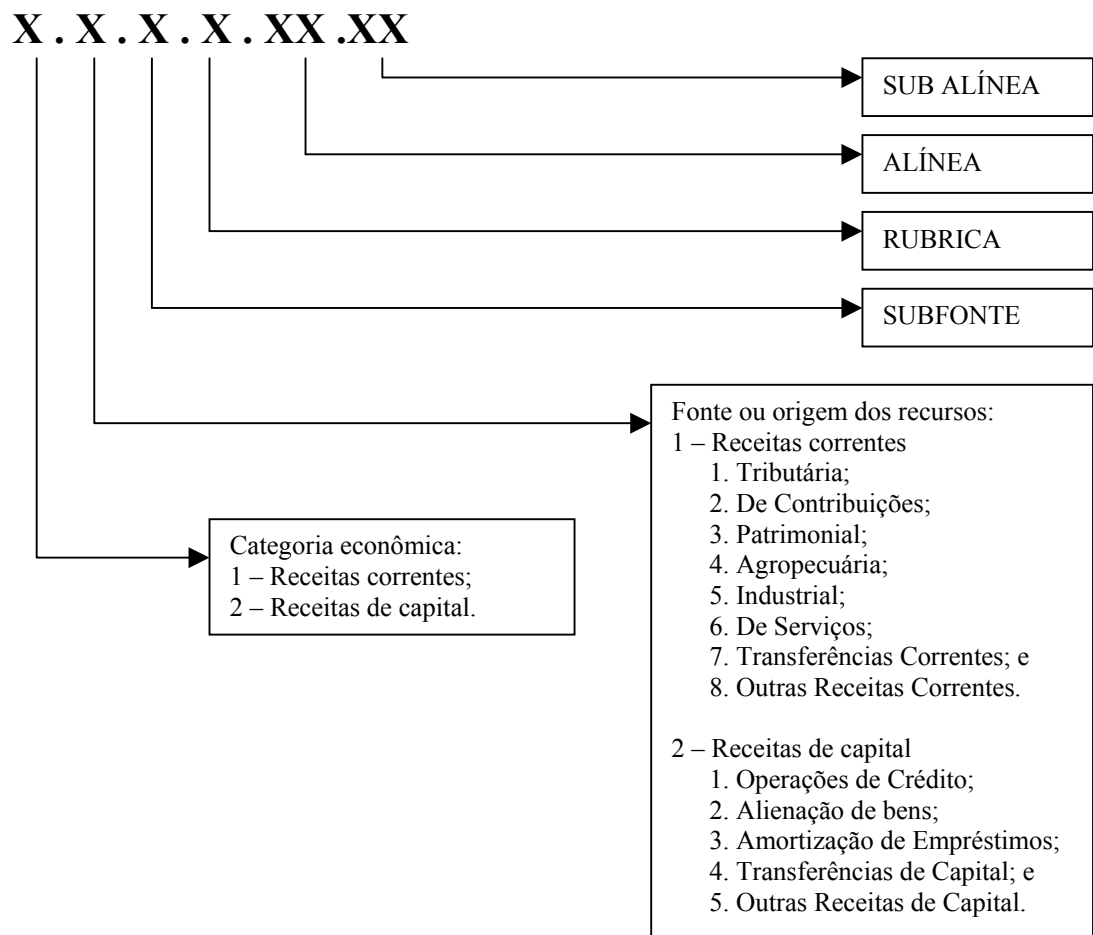 X . X . X . X . XX .XX
SUB ALÍNEA
ALÍNEA
RUBRICA
SUBFONTE
Fonte ou origem dos recursos:
1 – Receitas correntes
1. Tributária;
2. De Contribuições;
3. Patrimonial;
4. Agropecuária;
5. Industrial;
6. De Serviços;
7. Transferências Correntes; e
8. Outras Receitas Correntes.
2 – Receitas de capital
1. Operações de Crédito;
2. Alienação de bens;
3. Amortização de Empréstimos;
4. Transferências de Capital; e
5. Outras Receitas de Capital.
Categoria econômica:
1 – Receitas correntes;
2 – Receitas de capital.